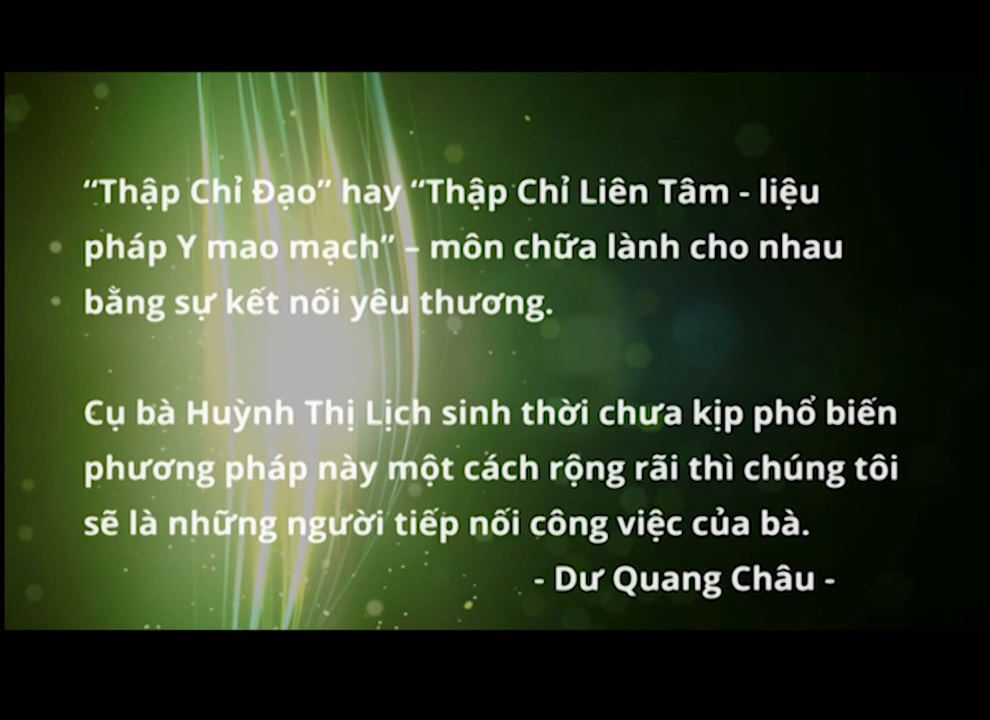 “Thập Chỉ Đạo” hay “Thập Chỉ Liên Tâm - liệu
pháp Y mao mạch” – môn chữa lành cho nhau
bằng sự kết nối yêu thương.
Cụ bà Huỳnh Thị Lịch sinh thời chưa kịp phổ biến
phương pháp này một cách rộng rãi thì chúng tôi
sẽ là những người tiếp nối công việc của bà.
- Dư Quang Châu -